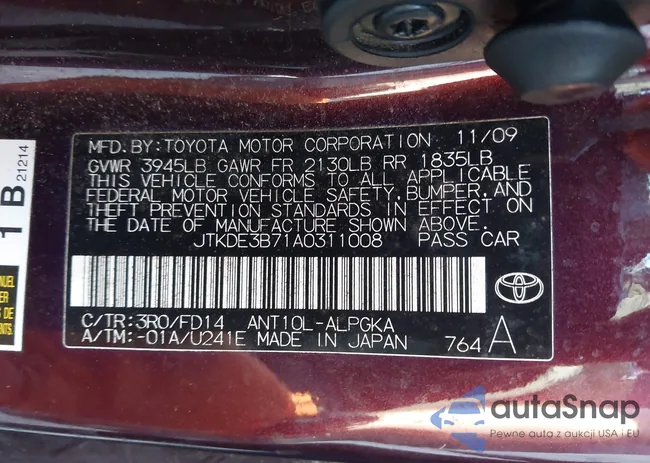 MFD. BY: TOYOTA MOTOR CORPORATION 11/09
GVWR 3945LB GAWR FR 2130LB RR 1835LB
THIS VEHICLE CONFORMS TO ALL APPLICABLE
FEDERAL MOTOR VEHICLE SAFETY, BUMPER, AND
THEFT PREVENTION STANDARDS IN EFFECT ON
THE DATE OF MANUFACTURE SHOWN ABOVE.
JTKDE3B71A0311008 PASS CAR
C/TR: 3R0/FD14 ANT10L-ALPGKA
A/TM: -01A/U241E MADE IN JAPAN 764 A
1B
21214
autaSnap
Pewne auta z aukcji USA i EU